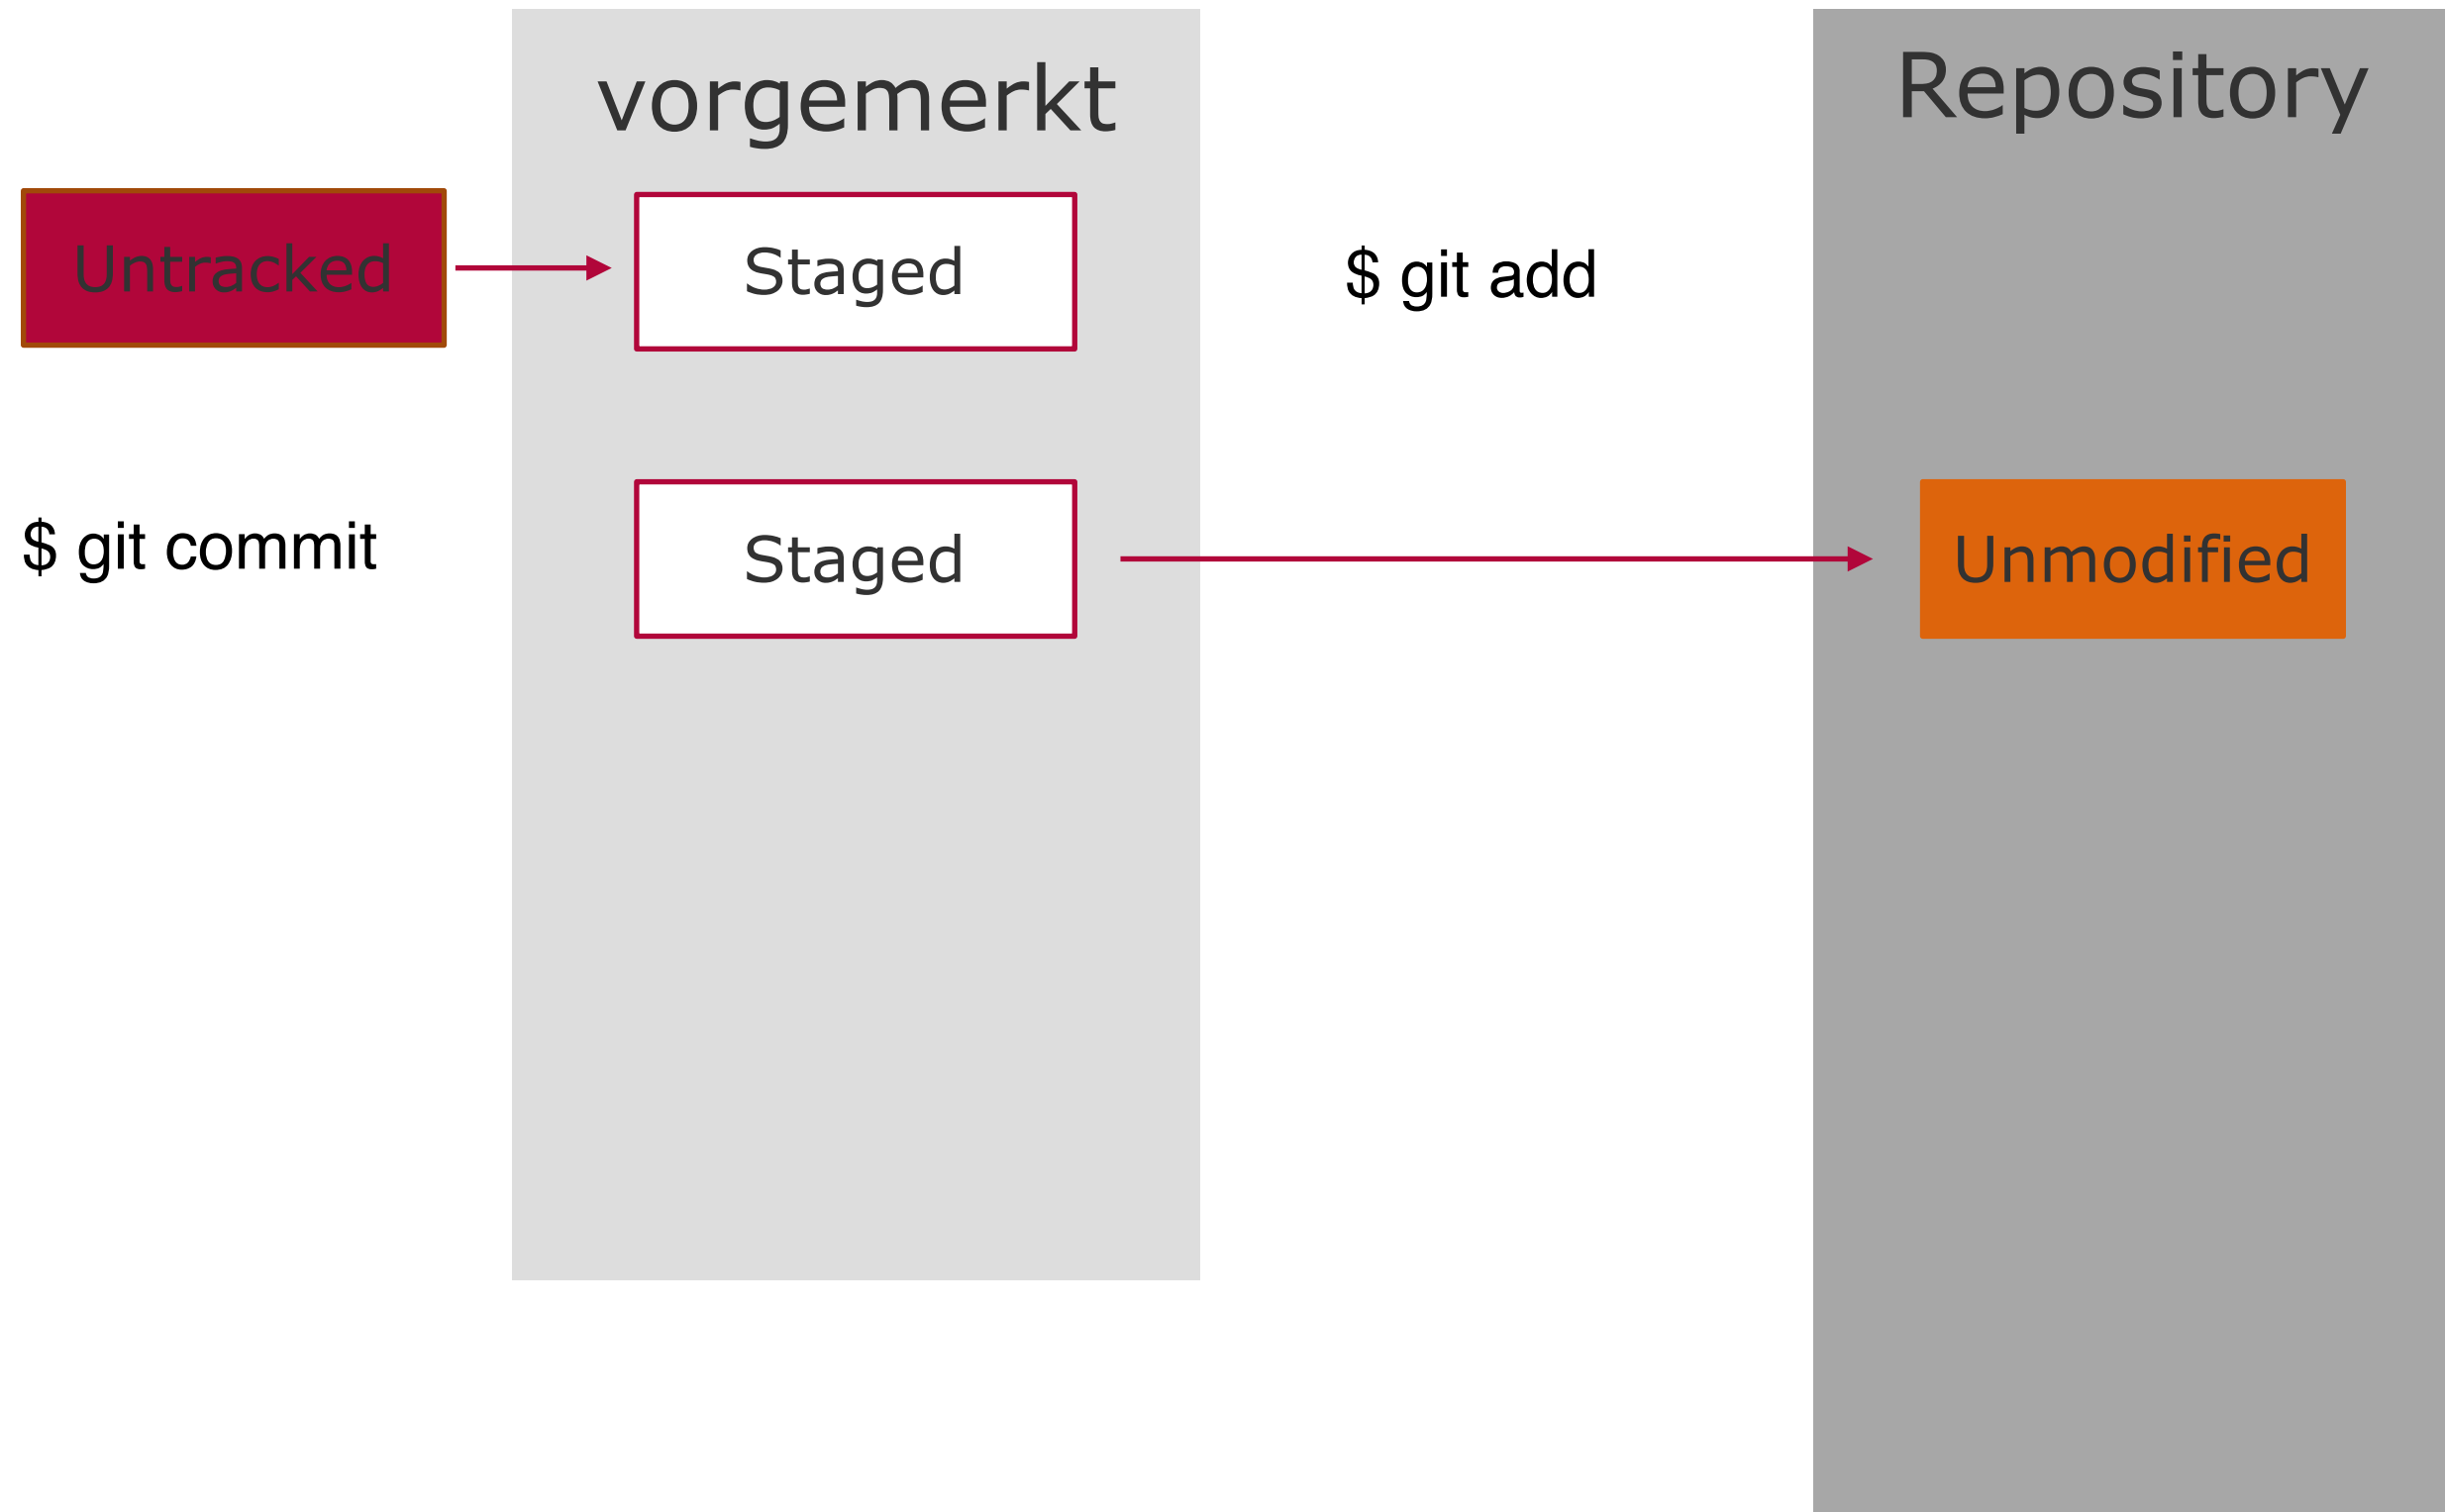 vorgemerkt
Repository
Untracked
Staged
$ git add
$ git commit
Staged
Unmodified